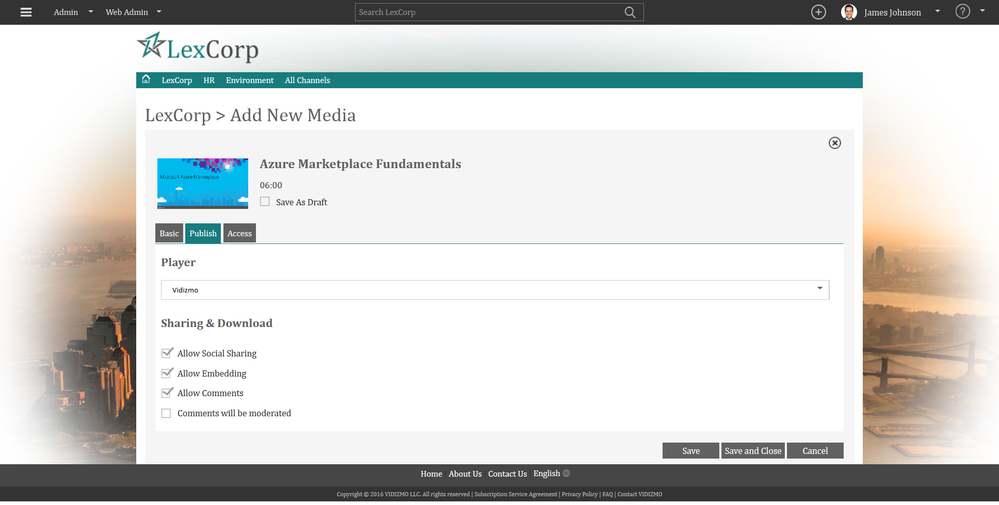 Admin Web Admin Search LexCorp James Johnson ?
LexCorp
LexCorp HR Environment All Channels
LexCorp > Add New Media
Azure Marketplace Fundamentals
Microsoft Azure Marketplace
06:00
Save As Draft
Basic Publish Access
Player
Vidizmo
Sharing & Download
Allow Social Sharing
Allow Embedding
Allow Comments
Comments will be moderated
Save Save and Close Cancel
Home | About Us | Contact Us | English
Copyright © 2016 VIDIZMO LLC. All rights reserved | Subscription Service Agreement | Privacy Policy | FAQ | Contact VIDIZMO